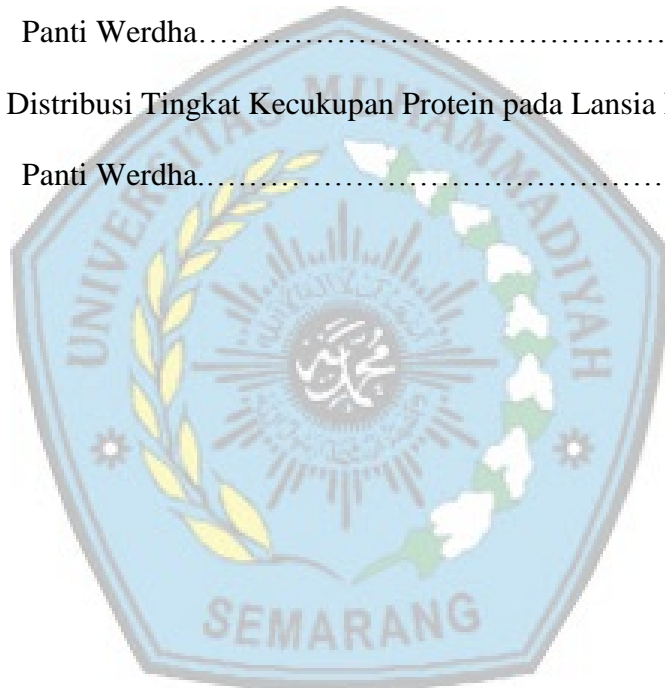 Panti Werdha……………………………………
Distribusi Tingkat Kecukupan Protein pada Lansia
Panti Werdha……………………………………
UNIVERSITAS MUHAMMADIYAH
SEMARANG